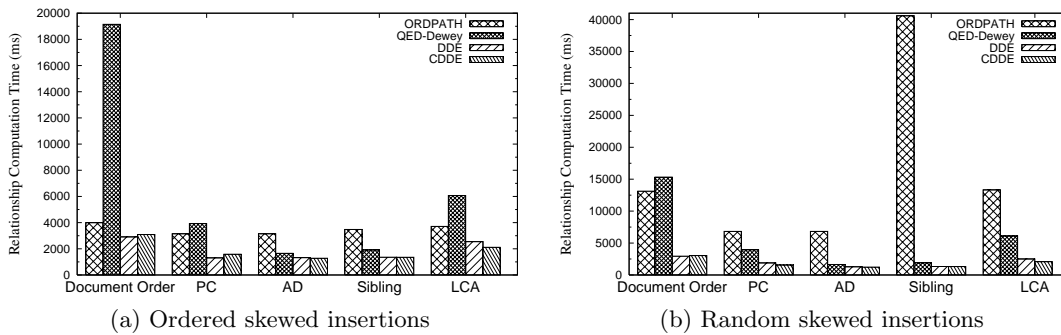 Relationship Computation Time (ms)
20000
18000
16000
14000
12000
10000
8000
6000
4000
2000
0
ORDPATH
QED-Dewey
DDE
CDDE
Document Order PC AD Sibling LCA
(a) Ordered skewed insertions
Relationship Computation Time (ms)
40000
35000
30000
25000
20000
15000
10000
5000
0
ORDPATH
QED-Dewey
DDE
CDDE
Document Order PC AD Sibling LCA
(b) Random skewed insertions